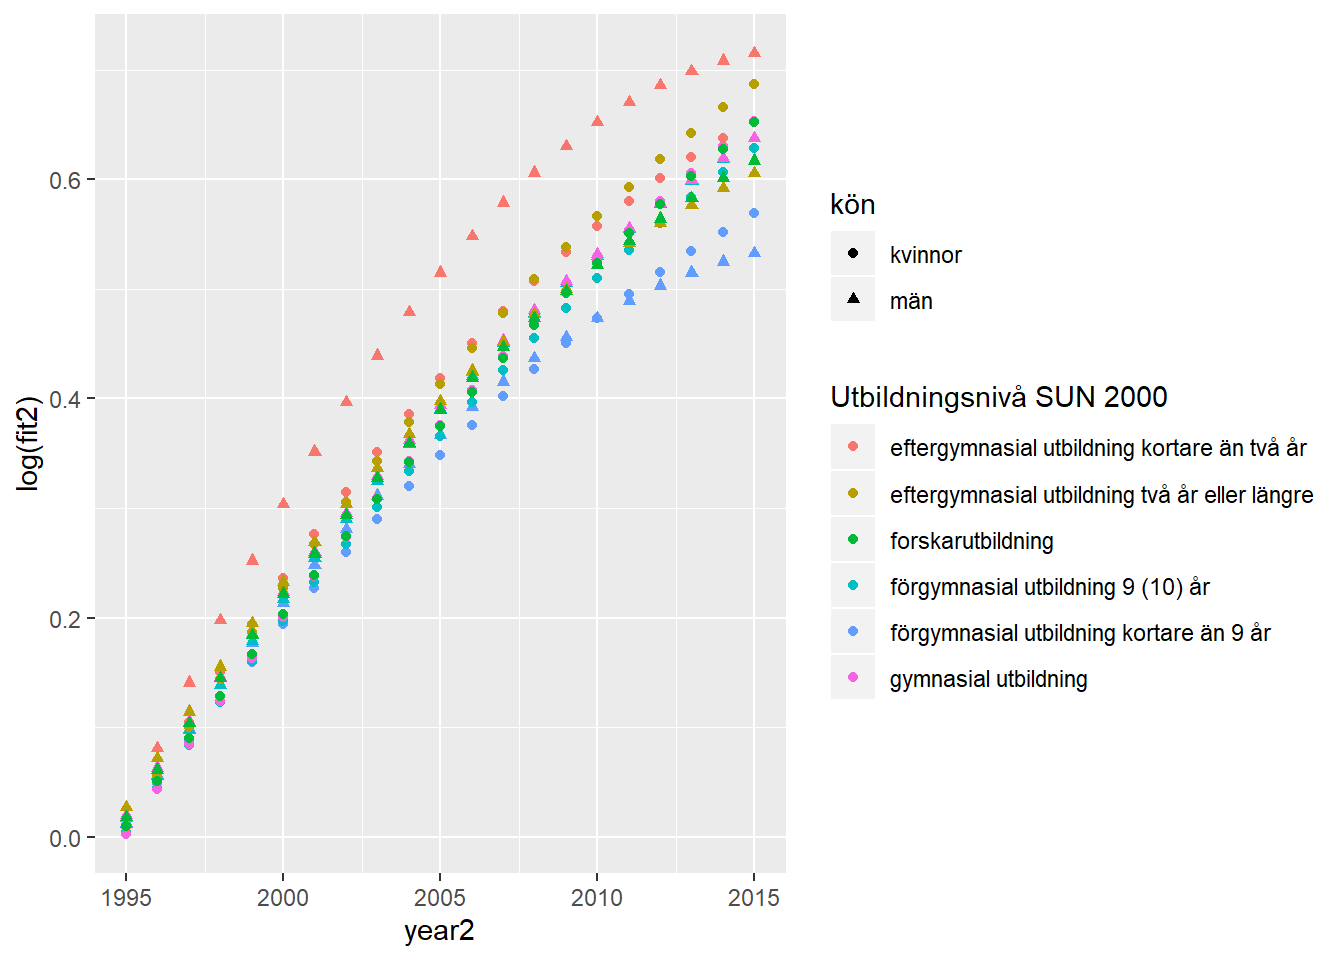 log(fit2)
0.6
0.4
0.2
0.0
1995 2000 2005 2010 2015
year2
kön
kvinnor
män
Utbildningsnivå SUN 2000
eftergymnasial utbildning kortare än två år
eftergymnasial utbildning två år eller längre
forskarutbildning
förgymnasial utbildning 9 (10) år
förgymnasial utbildning kortare än 9 år
gymnasial utbildning